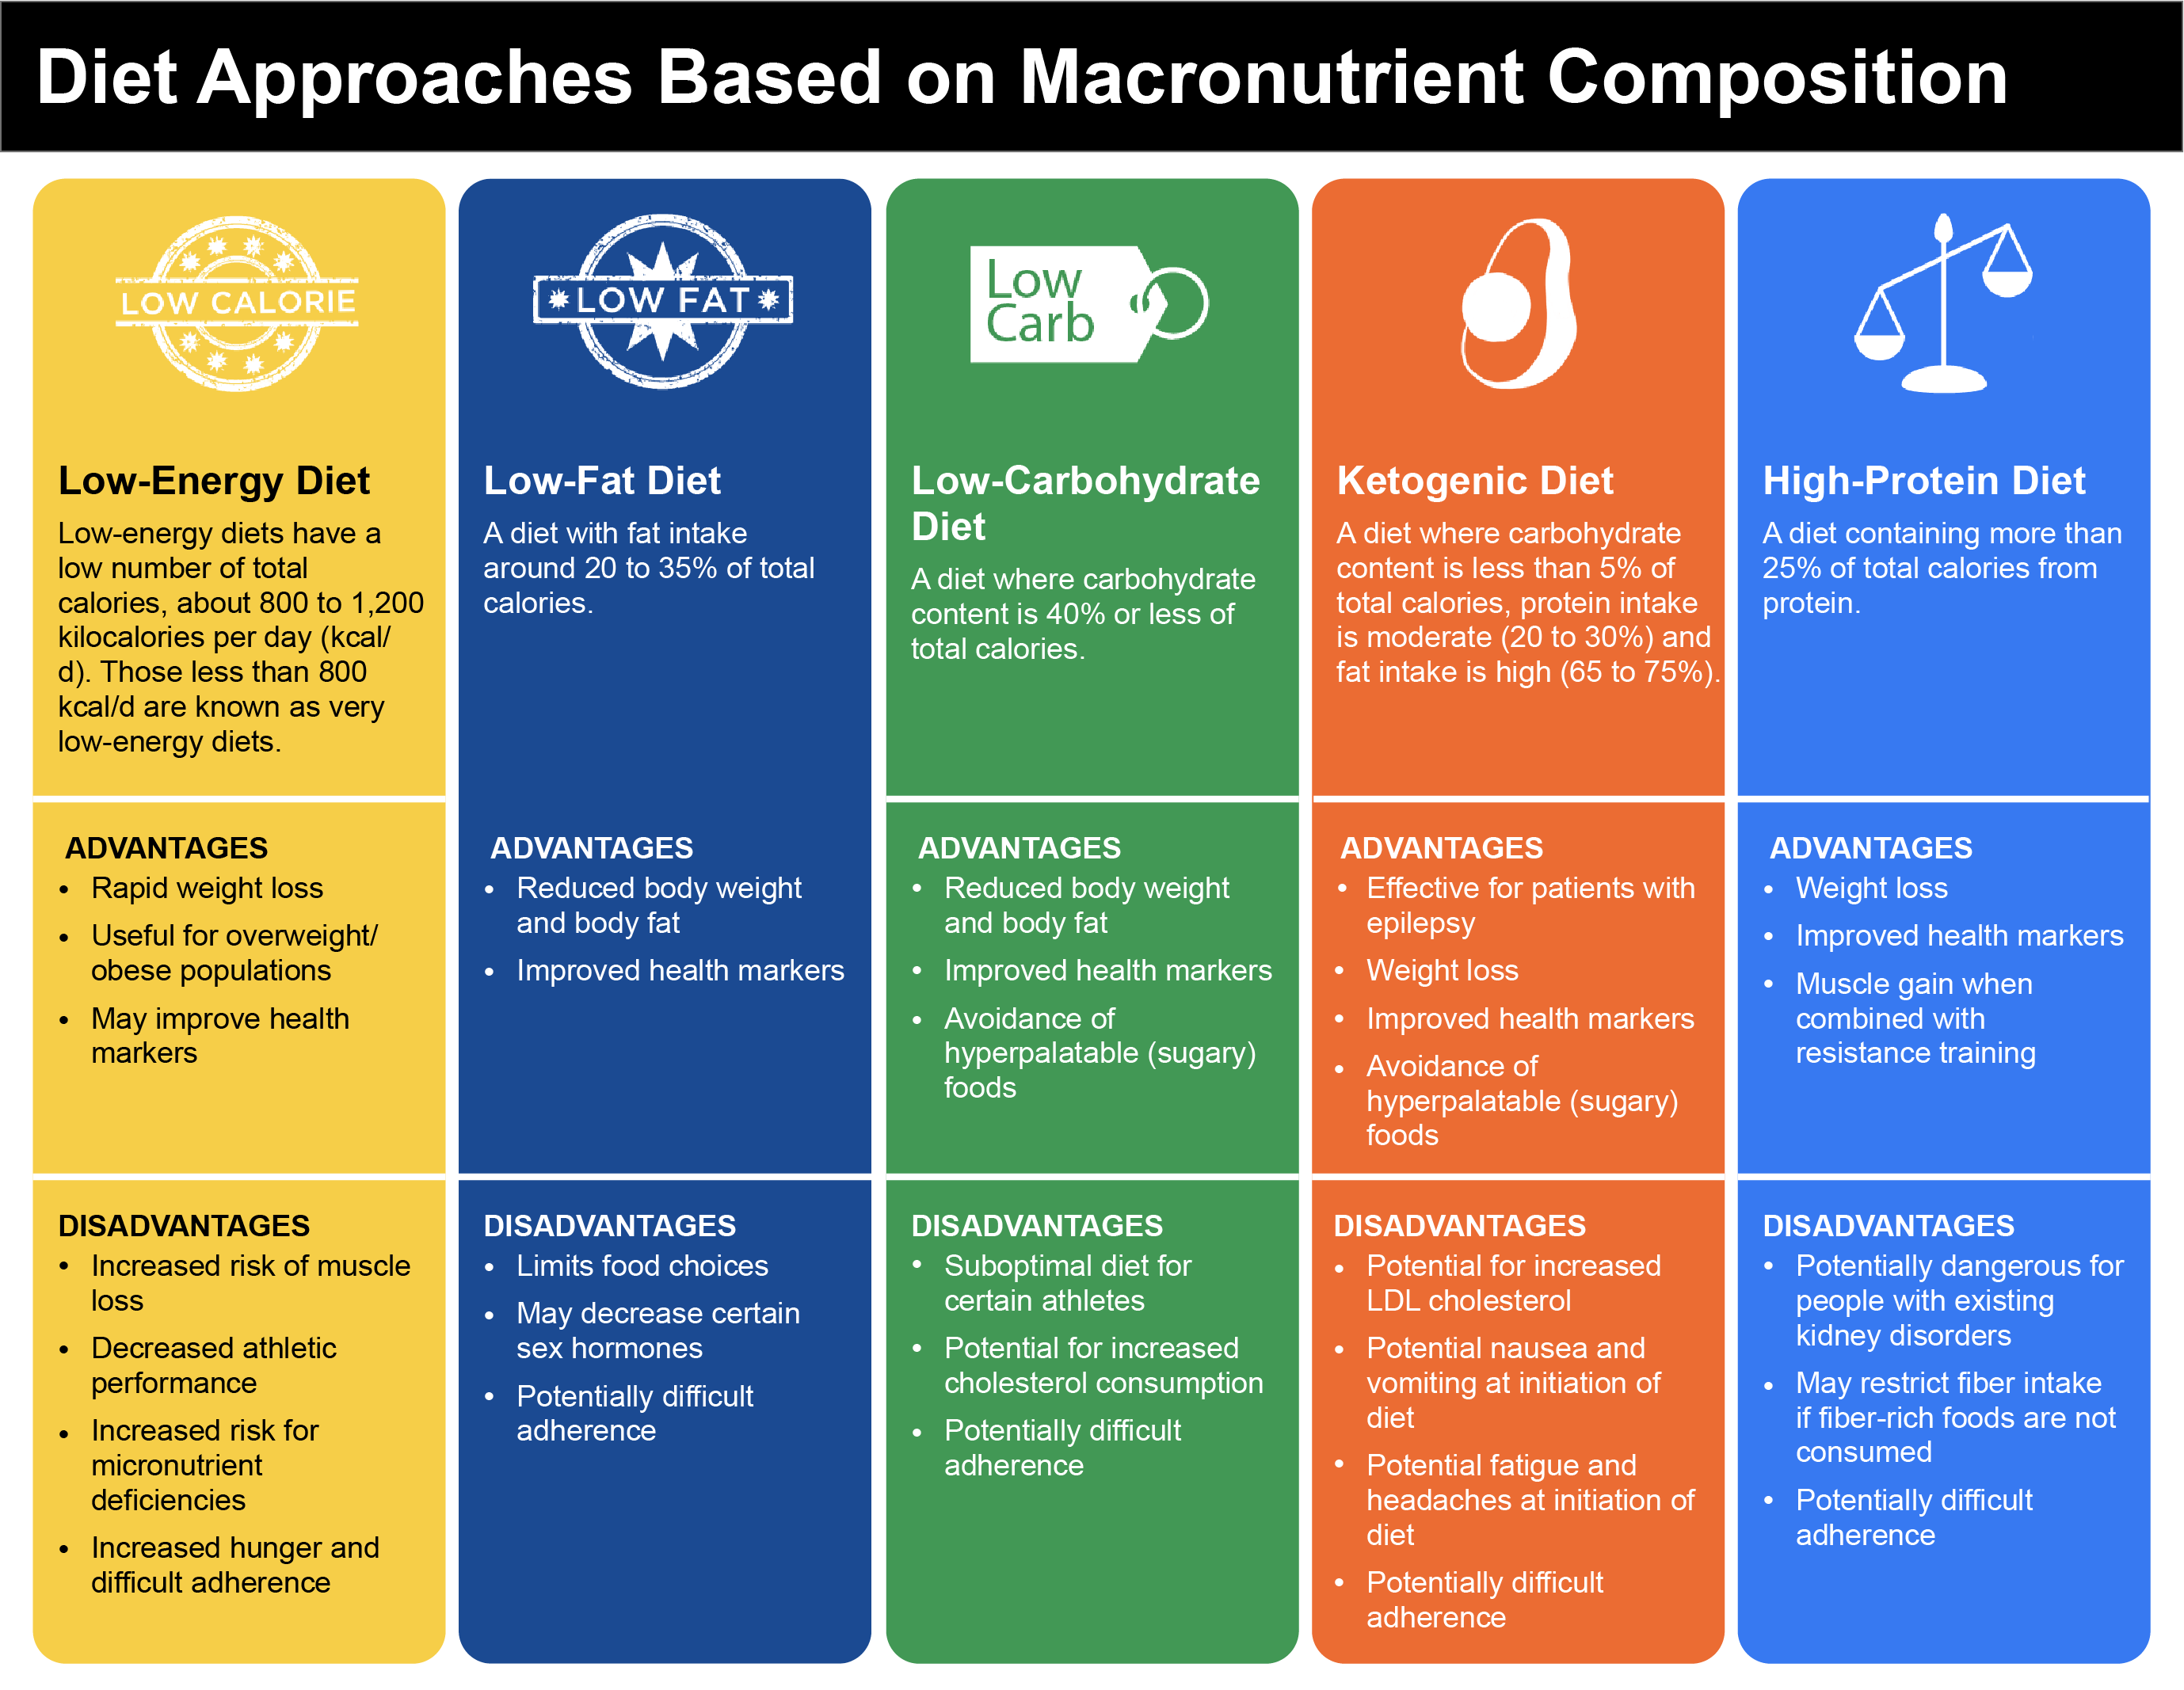 Diet Approaches Based on Macronutrient Composition
LOW CALORIE
Low-Energy Diet
Low-energy diets have a
low number of total
calories, about 800 to 1,200
kilocalories per day (kcal/
d). Those less than 800
kcal/d are known as very
low-energy diets.
ADVANTAGES
• Rapid weight loss
• Useful for overweight/
obese populations
• May improve health
markers
DISADVANTAGES
• Increased risk of muscle
loss
• Decreased athletic
performance
• Increased risk for
micronutrient
deficiencies
• Increased hunger and
difficult adherence
LOW FAT
Low-Fat Diet
A diet with fat intake
around 20 to 35% of total
calories.
ADVANTAGES
• Reduced body weight
and body fat
• Improved health markers
DISADVANTAGES
• Limits food choices
• May decrease certain
sex hormones
• Potentially difficult
adherence
Low
Carb
Low-Carbohydrate
Diet
A diet where carbohydrate
content is 40% or less of
total calories.
ADVANTAGES
• Reduced body weight
and body fat
• Improved health markers
• Avoidance of
hyperpalatable (sugary)
foods
DISADVANTAGES
• Suboptimal diet for
certain athletes
• Potential for increased
cholesterol consumption
• Potentially difficult
adherence
Ketogenic Diet
A diet where carbohydrate
content is less than 5% of
total calories, protein intake
is moderate (20 to 30%) and
fat intake is high (65 to 75%).
ADVANTAGES
• Effective for patients with
epilepsy
• Weight loss
• Improved health markers
• Avoidance of
hyperpalatable (sugary)
foods
DISADVANTAGES
• Potential for increased
LDL cholesterol
• Potential nausea and
vomiting at initiation of
diet
• Potential fatigue and
headaches at initiation of
diet
• Potentially difficult
adherence
High-Protein Diet
A diet containing more than
25% of total calories from
protein.
ADVANTAGES
• Weight loss
• Improved health markers
• Muscle gain when
combined with
resistance training
DISADVANTAGES
• Potentially dangerous for
people with existing
kidney disorders
• May restrict fiber intake
if fiber-rich foods are not
consumed
• Potentially difficult
adherence